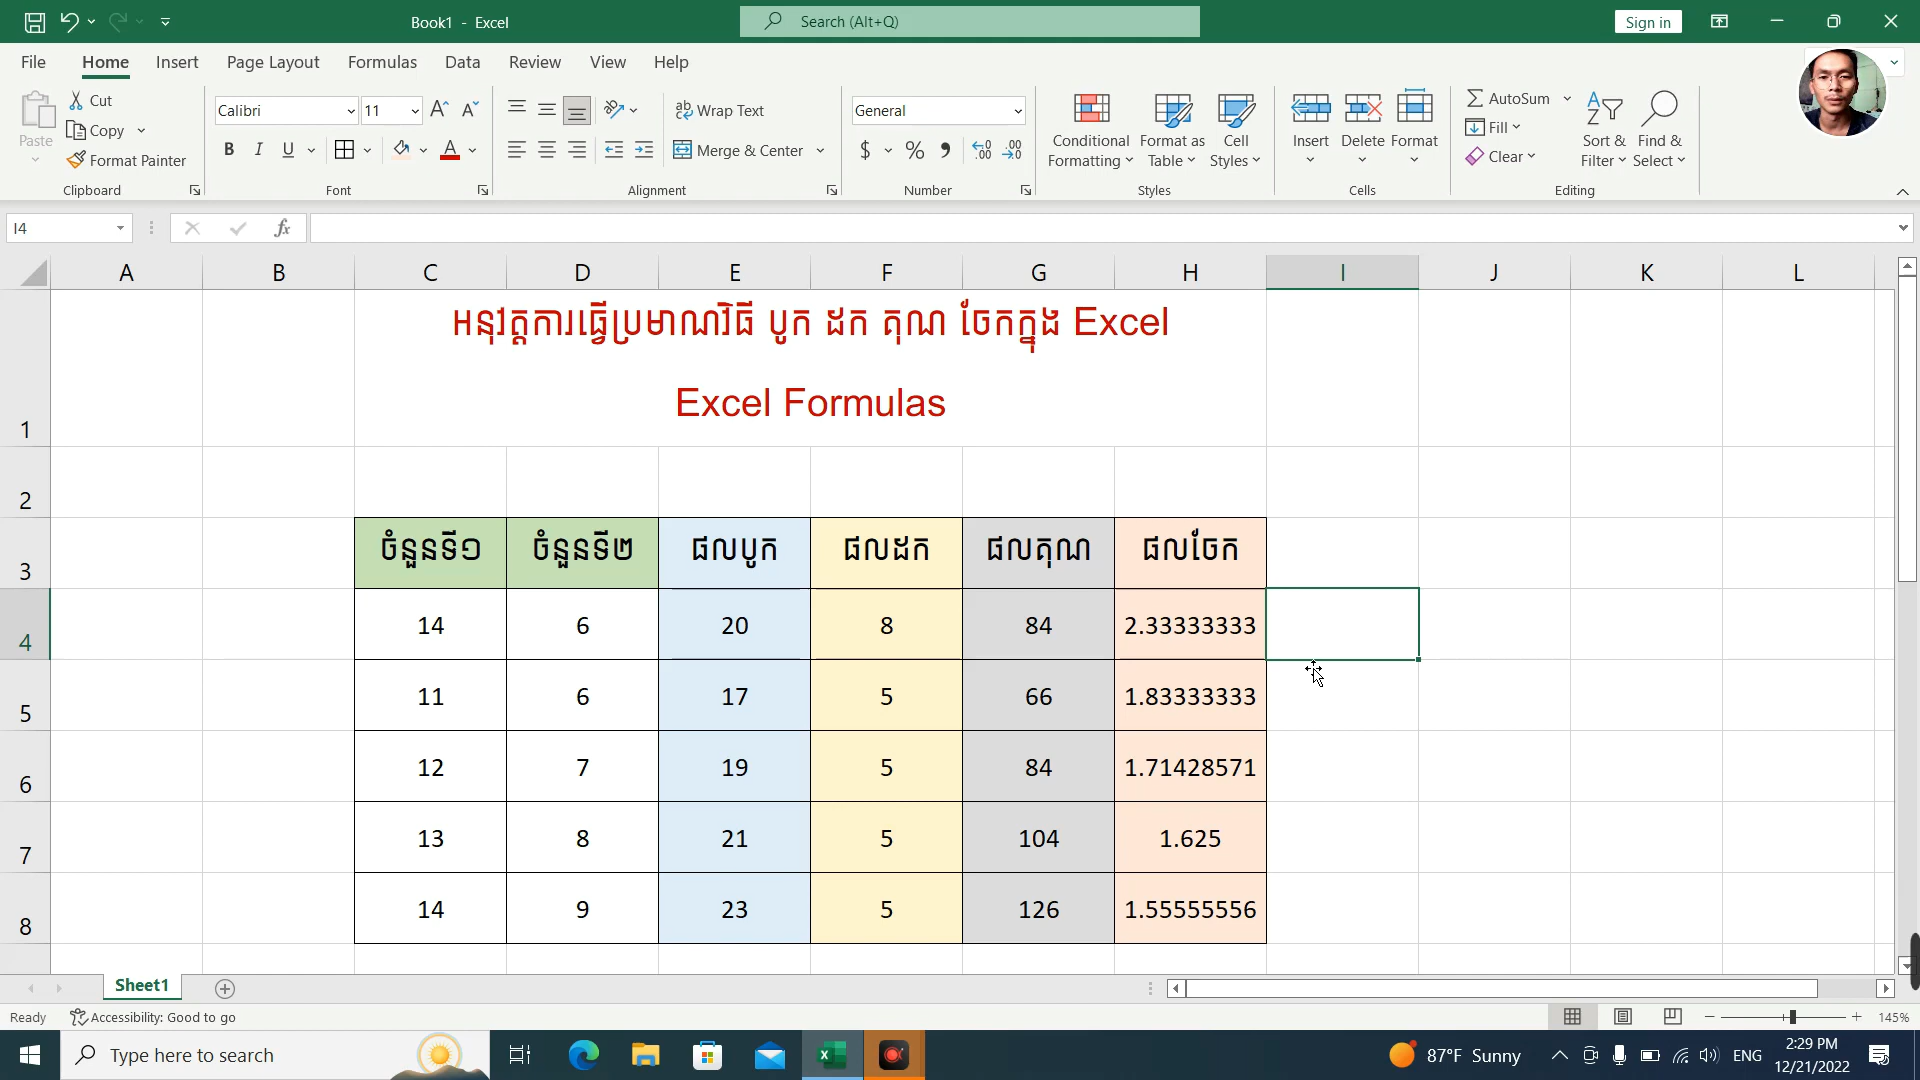 Book1 - Excel
Search (Alt+Q)
Sign in
File Home Insert Page Layout Formulas Data Review View Help
Paste
Cut
Copy
Format Painter
Clipboard
Calibri 11
B I U
Font
Wrap Text
Merge & Center
Alignment
General
$ % ,
Number
Conditional Formatting
Format as Table
Cell Styles
Styles
Insert Delete Format
Cells
AutoSum
Fill
Clear
Sort & Filter
Find & Select
Editing
I4
fx
A B C D E F G H I J K L
អនុវត្តការធ្វើប្រមាណវិធី បូក ដក គុណ ចែកក្នុង Excel
Excel Formulas
1
2
3 ចំនួនទី១ ចំនួនទី២ ផលបូក ផលដក ផលគុណ ផលចែក
4 14 6 20 8 84 2.33333333
5 11 6 17 5 66 1.83333333
6 12 7 19 5 84 1.71428571
7 13 8 21 5 104 1.625
8 14 9 23 5 126 1.55555556
Sheet1
Ready Accessibility: Good to go 145%
Type here to search
87°F Sunny
ENG
2:29 PM
12/21/2022